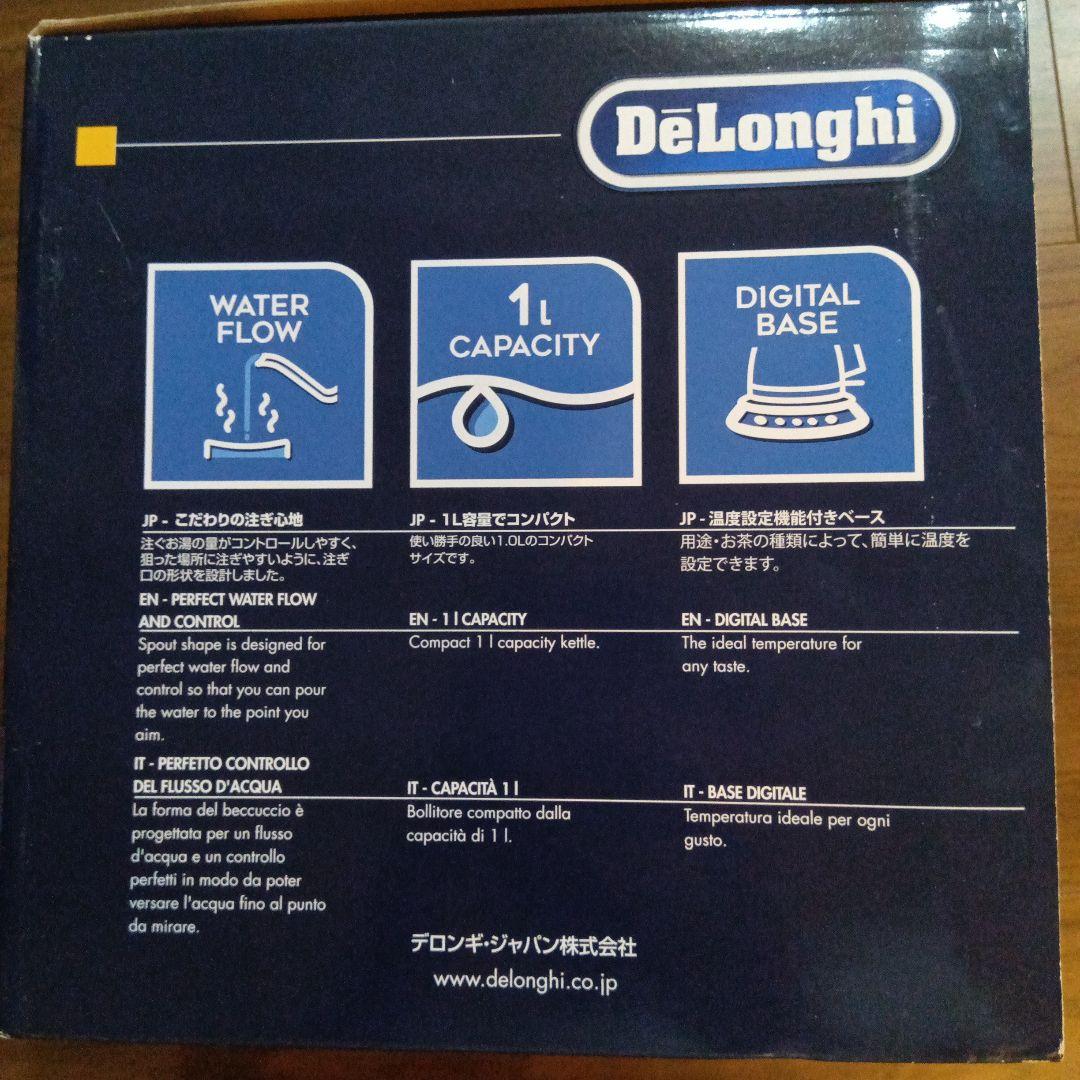 DēLonghi
WATER
FLOW
1l
CAPACITY
DIGITAL
BASE
JP - こだわりの注ぎ心地
注ぐお湯の量がコントロールしやすく、
狙った場所に注ぎやすいように、注ぎ
口の形状を設計しました。
EN - PERFECT WATER FLOW
AND CONTROL
Spout shape is designed for
perfect water flow and
control so that you can pour
the water to the point you
aim.
IT - PERFETTO CONTROLLO
DEL FLUSSO D'ACQUA
La forma del beccuccio è
progettata per un flusso
d'acqua e un controllo
perfetti in modo da poter
versare l'acqua fino al punto
da mirare.
JP - 1L容量でコンパクト
使い勝手の良い1.0Lのコンパクト
サイズです。
EN - 1 l CAPACITY
Compact 1 l capacity kettle.
IT - CAPACITÀ 1 l
Bollitore compatto dalla
capacità di 1 l.
JP - 温度設定機能付きベース
用途・お茶の種類によって、簡単に温度を
設定できます。
EN - DIGITAL BASE
The ideal temperature for
any taste.
IT - BASE DIGITALE
Temperatura ideale per ogni
gusto.
デロンギ・ジャパン株式会社
www.delonghi.co.jp